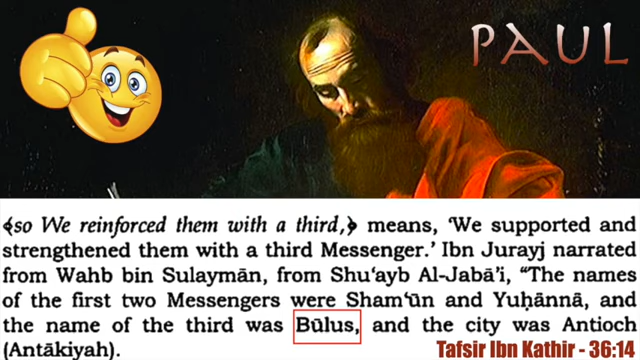 PAUL
﴾so We reinforced them with a third,﴿ means, ‘We supported and
strengthened them with a third Messenger.’ Ibn Jurayj narrated
from Wahb bin Sulaymān, from Shu‘ayb Al-Jabā’i, “The names
of the first two Messengers were Sham‘ūn and Yuḥānnā, and
the name of the third was Būlus, and the city was Antioch
(Antākiyah).
Tafsir Ibn Kathir - 36:14